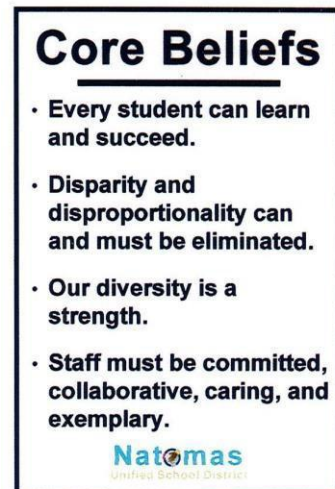 Core Beliefs
· Every student can learn
and succeed.
· Disparity and
disproportionality can
and must be eliminated.
· Our diversity is a
strength.
· Staff must be committed,
collaborative, caring, and
exemplary.
Natomas
Unified School District